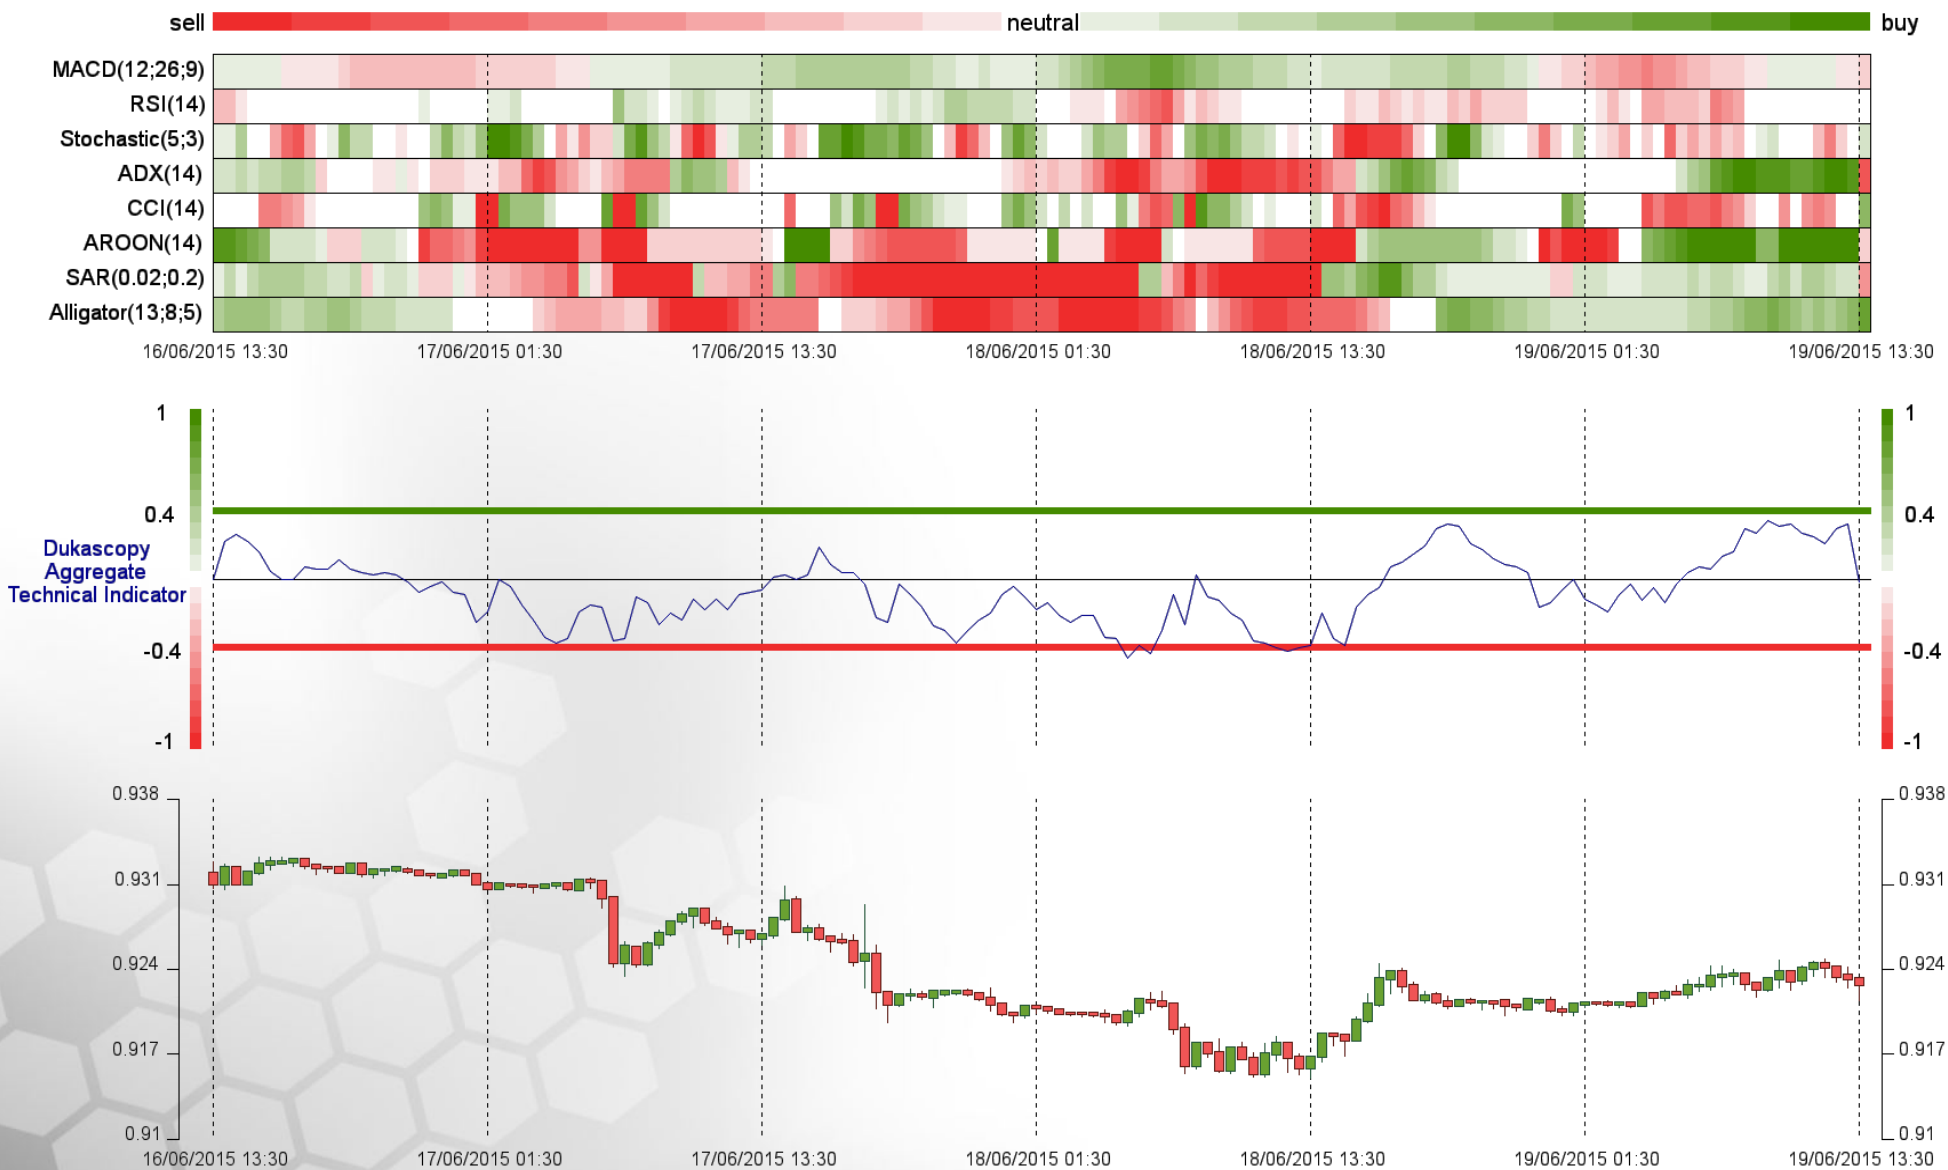 sell neutral buy
MACD(12;26;9)
RSI(14)
Stochastic(5;3)
ADX(14)
CCI(14)
AROON(14)
SAR(0.02;0.2)
Alligator(13;8;5)
16/06/2015 13:30 17/06/2015 01:30 17/06/2015 13:30 18/06/2015 01:30 18/06/2015 13:30 19/06/2015 01:30 19/06/2015 13:30
1 1
0.4 0.4
Dukascopy
Aggregate
Technical Indicator
-0.4 -0.4
-1 -1
0.938 0.938
0.931 0.931
0.924 0.924
0.917 0.917
0.91 0.91
16/06/2015 13:30 17/06/2015 01:30 17/06/2015 13:30 18/06/2015 01:30 18/06/2015 13:30 19/06/2015 01:30 19/06/2015 13:30